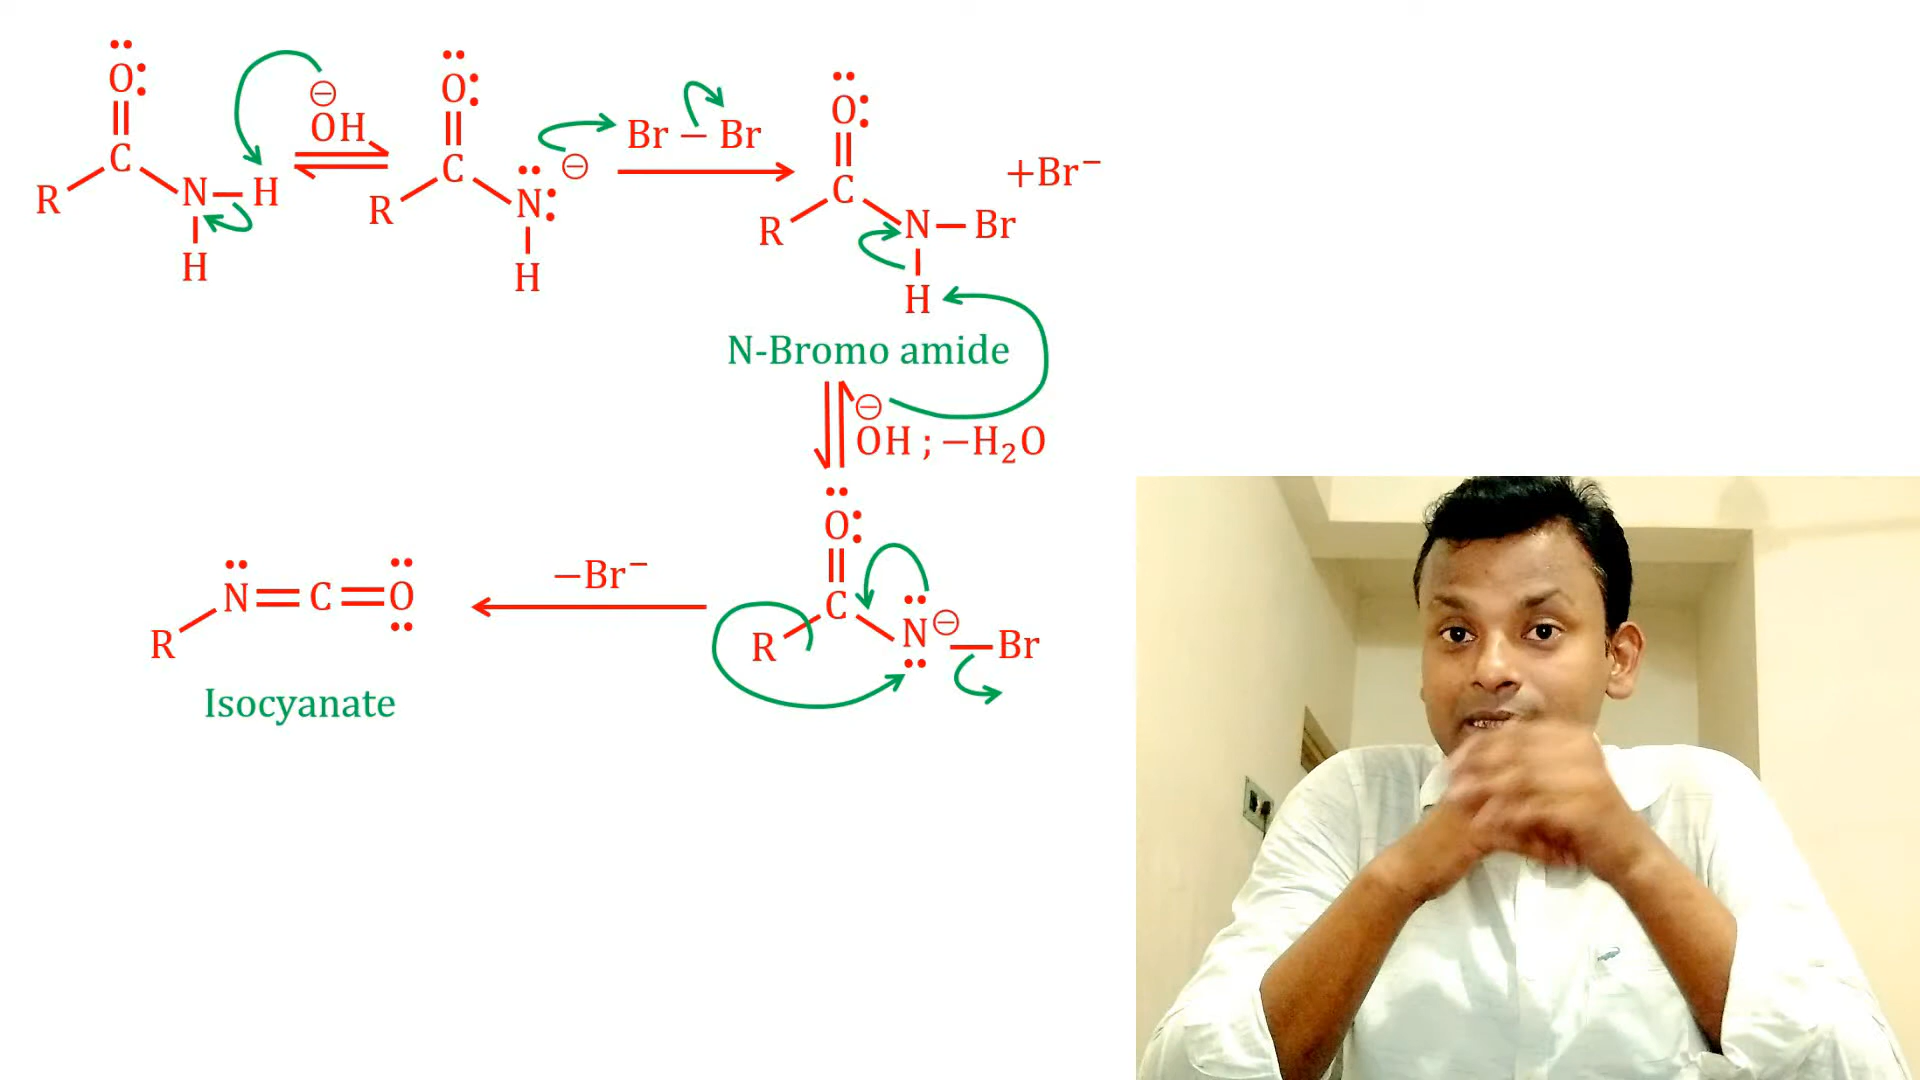 O
C
R
N
H
H
⊖
OH
O
C
R
N
⊖
H
Br – Br
O
C
R
N
Br
H
+Br⁻
N-Bromo amide
⊖
OH ; −H₂O
O
C
R
N
⊖
Br
−Br⁻
R
N=C=O
Isocyanate